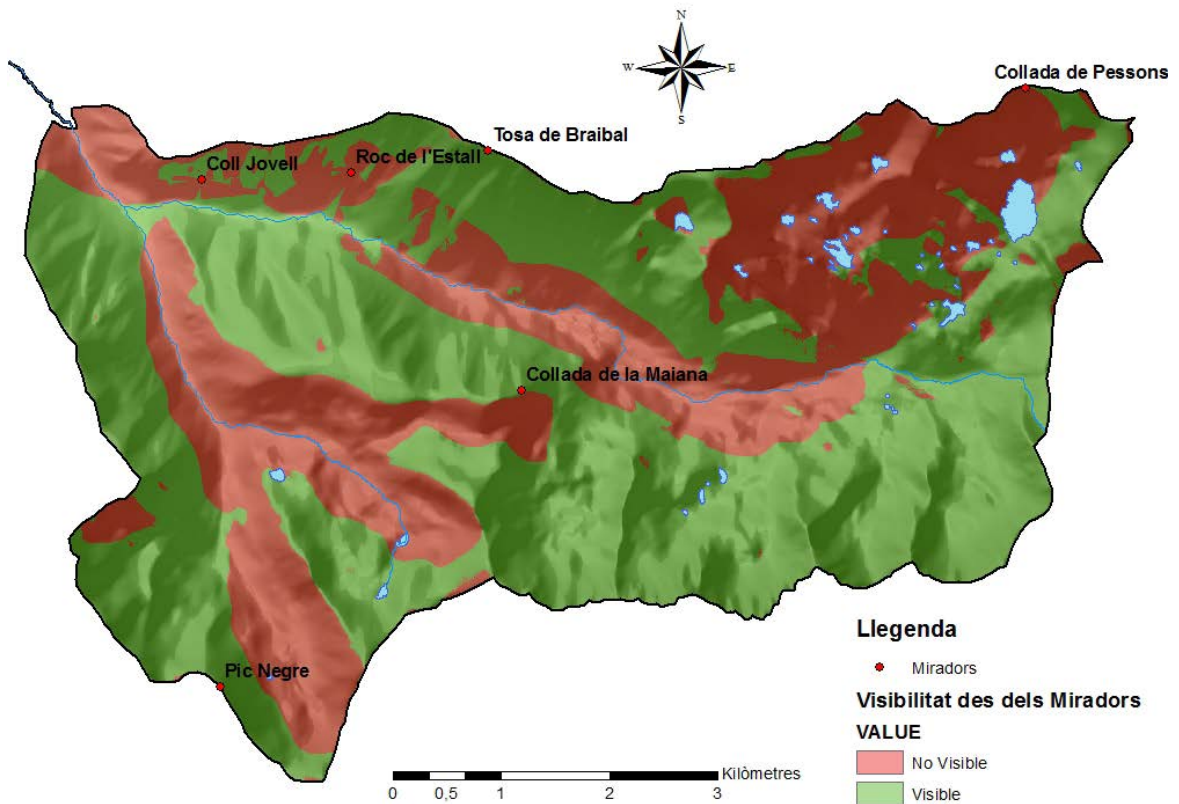 N
W
E
S
Collada de Pessons
Tosa de Braibal
Roc de l'Estall
Coll Jovell
Collada de la Maiana
Pic Negre
Llegenda
Miradors
Visibilitat des dels Miradors
VALUE
No Visible
Visible
Kilòmetres
0 0,5 1 2 3